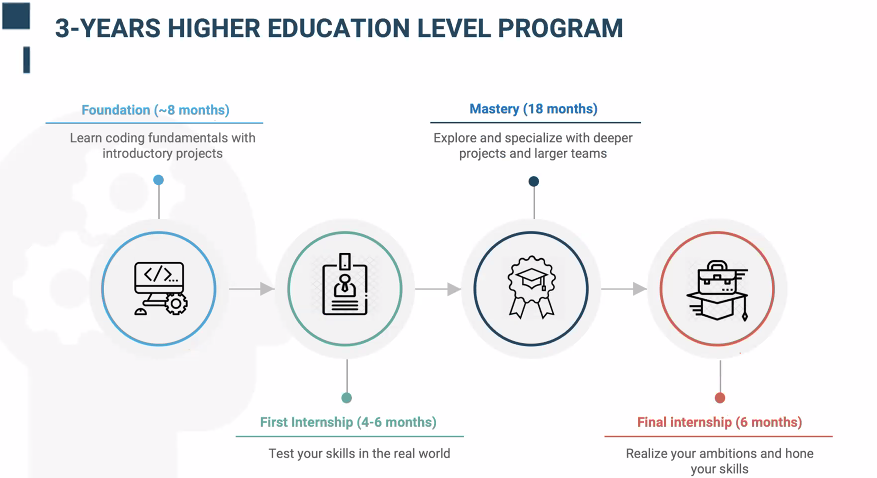 3-YEARS HIGHER EDUCATION LEVEL PROGRAM
Foundation (~8 months)
Learn coding fundamentals with
introductory projects
Mastery (18 months)
Explore and specialize with deeper
projects and larger teams
</>
First Internship (4-6 months)
Test your skills in the real world
Final internship (6 months)
Realize your ambitions and hone
your skills